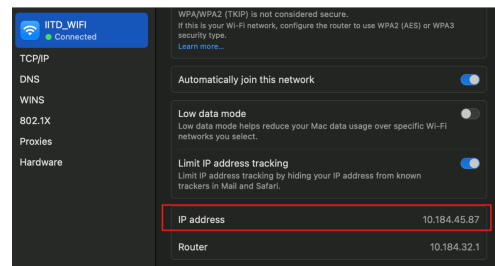 IITD_WIFI
Connected
TCP/IP
DNS
WINS
802.1X
Proxies
Hardware
WPA/WPA2 (TKIP) is not considered secure.
If this is your Wi-Fi network, configure the router to use WPA2 (AES) or WPA3
security type.
Learn more...
Automatically join this network
Low data mode
Low data mode helps reduce your Mac data usage over specific Wi-Fi
networks you select.
Limit IP address tracking
Limit IP address tracking by hiding your IP address from known
trackers in Mail and Safari.
IP address 10.184.45.87
Router 10.184.32.1